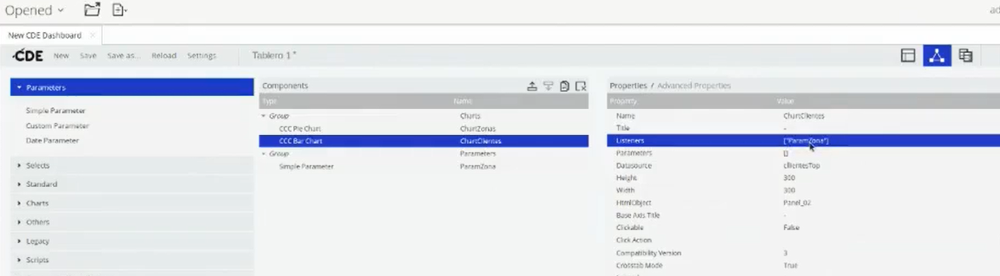 Opened
New CDE Dashboard
CDE New Save Save as... Reload Settings Tablero 1*
Parameters
Simple Parameter
Custom Parameter
Date Parameter
Selects
Standard
Charts
Others
Legacy
Scripts
Components
Type Name
Group Charts
CCC Pie Chart ChartZonas
CCC Bar Chart ChartClientes
Group Parameters
Simple Parameter ParamZona
Properties / Advanced Properties
Property Value
Name ChartClientes
Title -
Listeners ["ParamZona"]
Parameters []
Datasource clientesTop
Height 300
Width 300
HtmlObject Panel_02
Base Axis Title -
Clickable False
Click Action
Compatibility Version 3
Crosstab Mode True